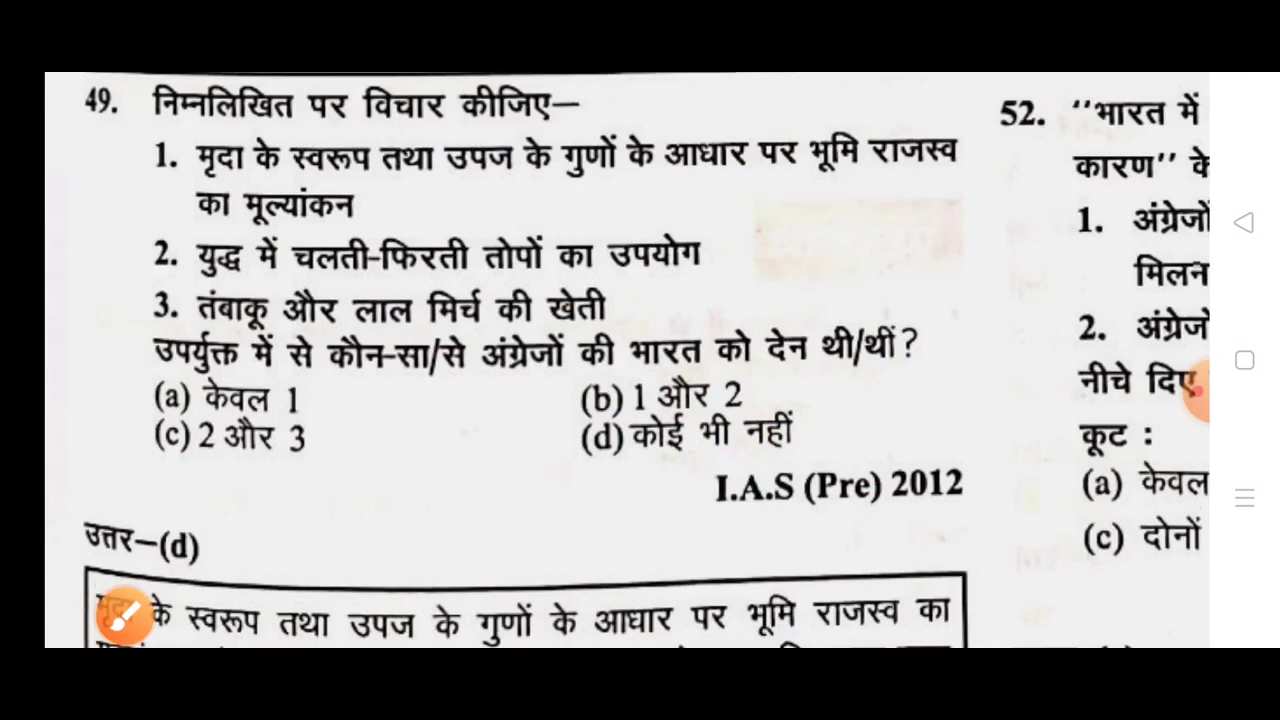 49. निम्नलिखित पर विचार कीजिए–
1. मृदा के स्वरूप तथा उपज के गुणों के आधार पर भूमि राजस्व
का मूल्यांकन
2. युद्ध में चलती-फिरती तोपों का उपयोग
3. तंबाकू और लाल मिर्च की खेती
उपर्युक्त में से कौन-सा/से अंग्रेजों की भारत को देन थी/थीं?
(a) केवल 1 (b) 1 और 2
(c) 2 और 3 (d) कोई भी नहीं
I.A.S (Pre) 2012
उत्तर–(d)
के स्वरूप तथा उपज के गुणों के आधार पर भूमि राजस्व का
52. "भारत में
कारण" के
1. अंग्रेजों
2. अंग्रेजों
नीचे दिए
कूट :
(a) केवल
(c) दोनों